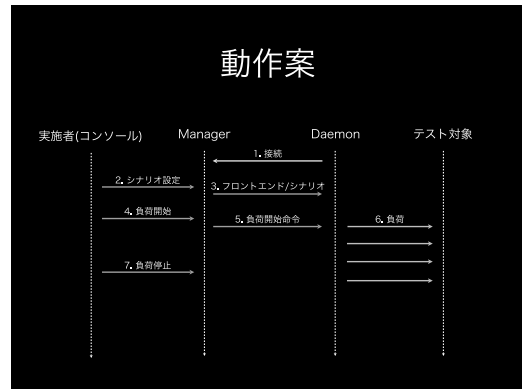 動作案
実施者(コンソール) Manager Daemon テスト対象
1. 接続
2. シナリオ設定
3. フロントエンド/シナリオ
4. 負荷開始
5. 負荷開始命令
6. 負荷
7. 負荷停止